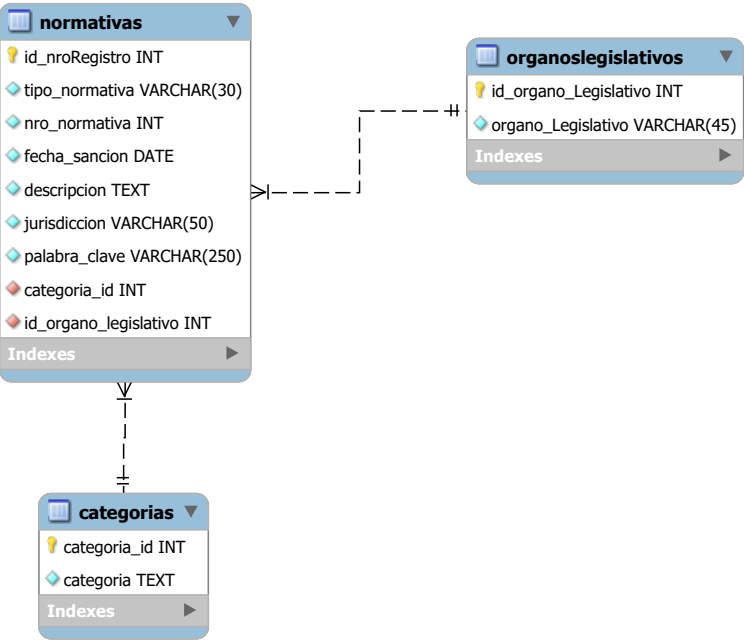 normativas
id_nroRegistro INT
tipo_normativa VARCHAR(30)
nro_normativa INT
fecha_sancion DATE
descripcion TEXT
jurisdiccion VARCHAR(50)
palabra_clave VARCHAR(250)
categoria_id INT
id_organo_legislativo INT
Indexes
organoslegislativos
id_organo_Legislativo INT
organo_Legislativo VARCHAR(45)
Indexes
categorias
categoria_id INT
categoria TEXT
Indexes